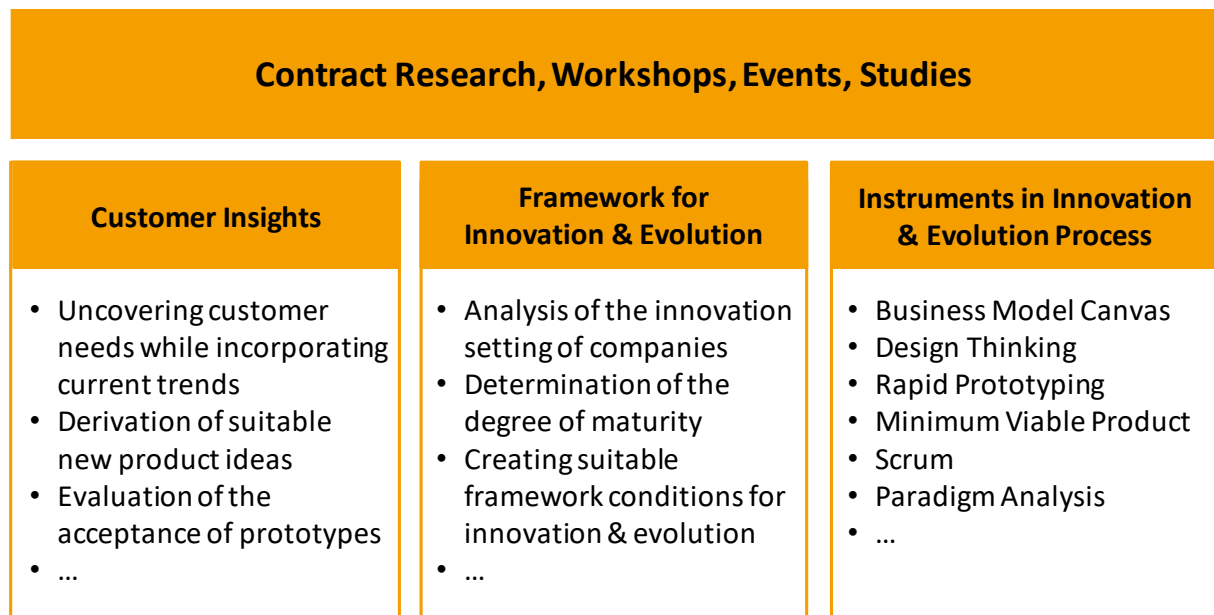 Contract Research, Workshops, Events, Studies
Customer Insights
• Uncovering customer
needs while incorporating
current trends
• Derivation of suitable
new product ideas
• Evaluation of the
acceptance of prototypes
• ...
Framework for
Innovation & Evolution
• Analysis of the innovation
setting of companies
• Determination of the
degree of maturity
• Creating suitable
framework conditions for
innovation & evolution
• ...
Instruments in Innovation
& Evolution Process
• Business Model Canvas
• Design Thinking
• Rapid Prototyping
• Minimum Viable Product
• Scrum
• Paradigm Analysis
• ...